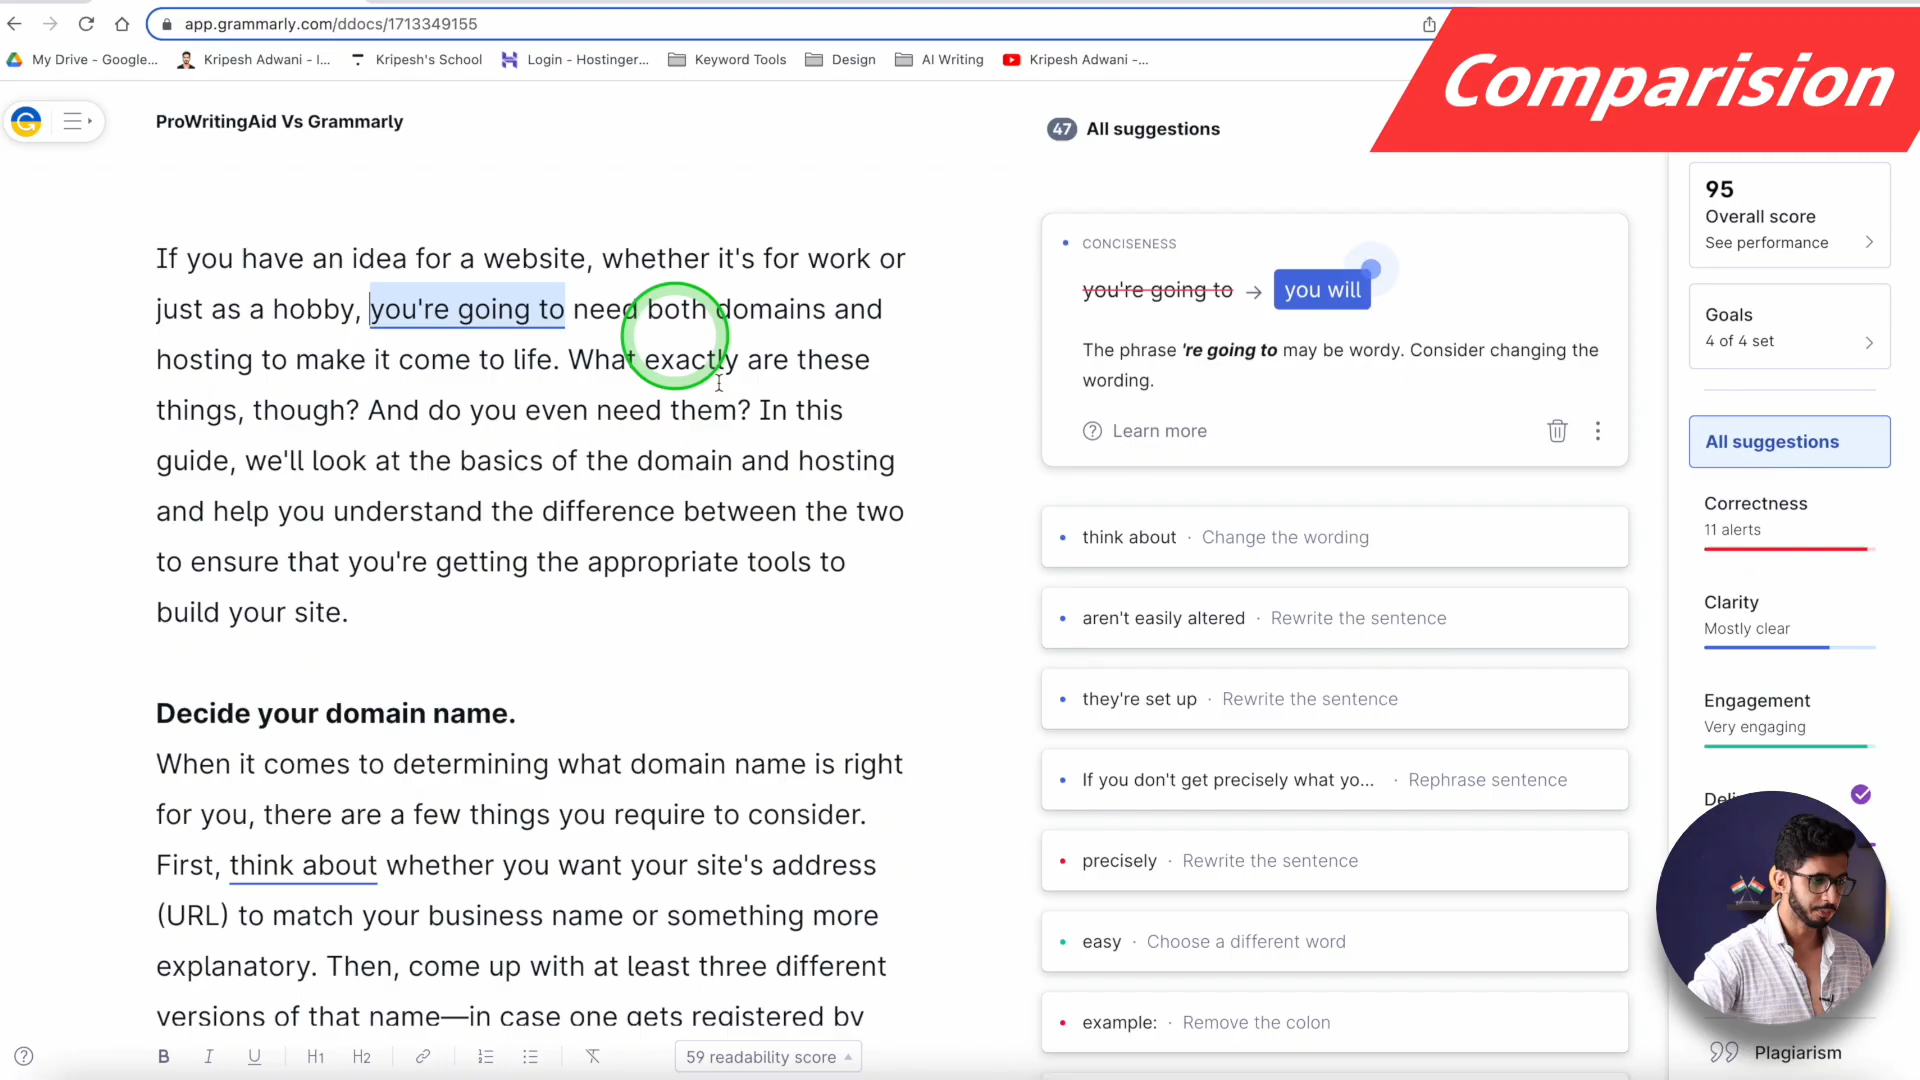 app.grammarly.com/ddocs/1713349155
My Drive - Google...
Kripesh Adwani - I...
Kripesh's School
Login - Hostinger...
Keyword Tools
Design
AI Writing
Kripesh Adwani -...
Comparision
ProWritingAid Vs Grammarly
47 All suggestions
If you have an idea for a website, whether it's for work or
just as a hobby, you're going to need both domains and
hosting to make it come to life. What exactly are these
things, though? And do you even need them? In this
guide, we'll look at the basics of the domain and hosting
and help you understand the difference between the two
to ensure that you're getting the appropriate tools to
build your site.
Decide your domain name.
When it comes to determining what domain name is right
for you, there are a few things you require to consider.
First, think about whether you want your site's address
(URL) to match your business name or something more
explanatory. Then, come up with at least three different
versions of that name—in case one gets registered by
B I U H1 H2
59 readability score
CONCISENESS
you're going to → you will
The phrase 're going to may be wordy. Consider changing the
wording.
Learn more
think about · Change the wording
aren't easily altered · Rewrite the sentence
they're set up · Rewrite the sentence
If you don't get precisely what yo... · Rephrase sentence
precisely · Rewrite the sentence
easy · Choose a different word
example: · Remove the colon
95
Overall score
See performance
Goals
4 of 4 set
All suggestions
Correctness
11 alerts
Clarity
Mostly clear
Engagement
Very engaging
Plagiarism